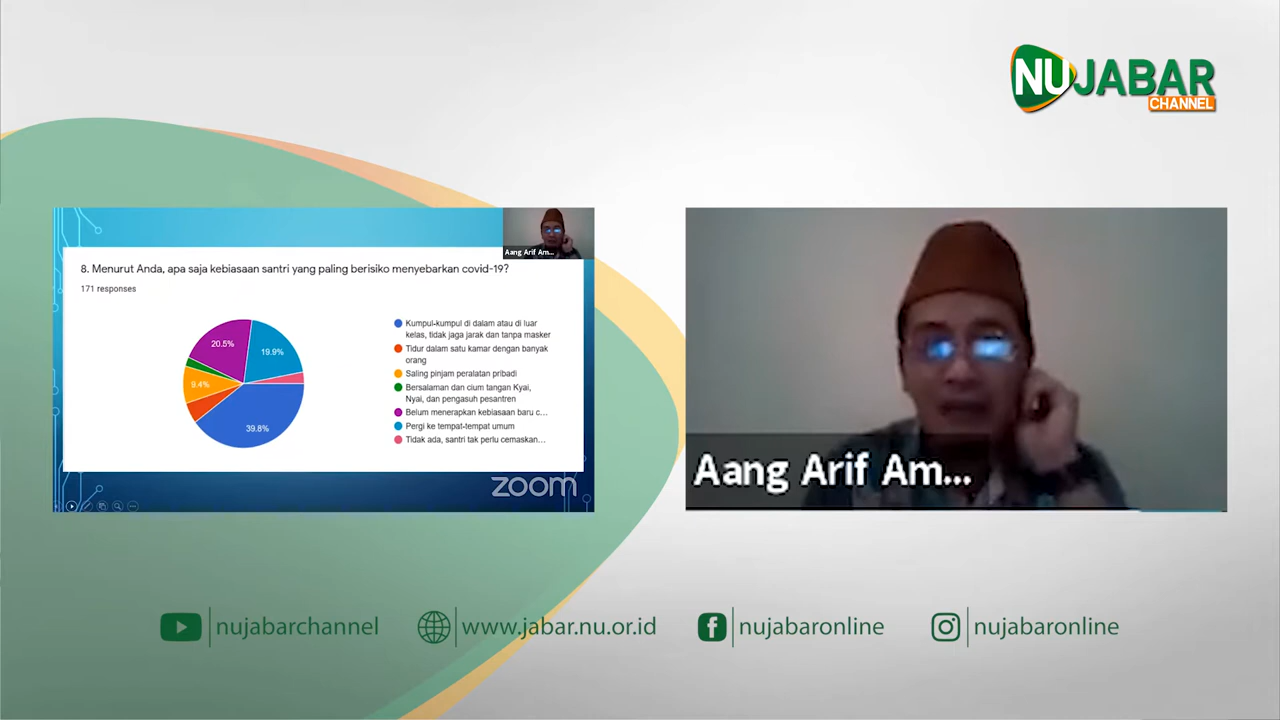 NU JABAR
CHANNEL
Aang Arif Am...
8. Menurut Anda, apa saja kebiasaan santri yang paling berisiko menyebarkan covid-19?
171 responses
20.5%
19.9%
9.4%
39.8%
Kumpul-kumpul di dalam atau di luar
kelas, tidak jaga jarak dan tanpa masker
Tidur dalam satu kamar dengan banyak
orang
Saling pinjam peralatan pribadi
Bersalaman dan cium tangan Kyai,
Nyai, dan pengasuh pesantren
Belum menerapkan kebiasaan baru c...
Pergi ke tempat-tempat umum
Tidak ada, santri tak perlu cemaskan...
zoom
Aang Arif Am...
nujabarchannel
www.jabar.nu.or.id
nujabaronline
nujabaronline